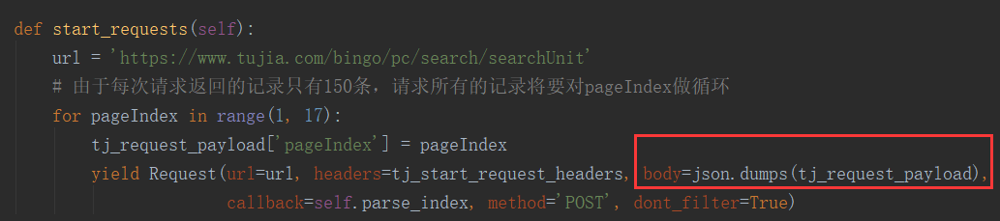 def start_requests(self):
url = 'https://www.tujia.com/bingo/pc/search/searchUnit'
# 由于每次请求返回的记录只有150条，请求所有的记录将要对pageIndex做循环
for pageIndex in range(1, 17):
tj_request_payload['pageIndex'] = pageIndex
yield Request(url=url, headers=tj_start_request_headers, body=json.dumps(tj_request_payload),
callback=self.parse_index, method='POST', dont_filter=True)